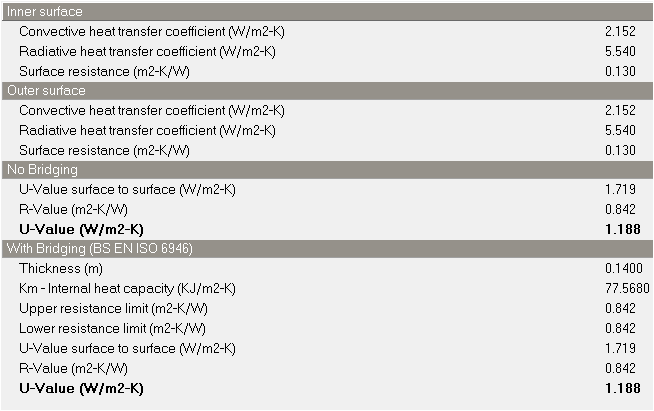 Inner surface
Convective heat transfer coefficient (W/m2-K) 2.152
Radiative heat transfer coefficient (W/m2-K) 5.540
Surface resistance (m2-K/W) 0.130
Outer surface
Convective heat transfer coefficient (W/m2-K) 2.152
Radiative heat transfer coefficient (W/m2-K) 5.540
Surface resistance (m2-K/W) 0.130
No Bridging
U-Value surface to surface (W/m2-K) 1.719
R-Value (m2-K/W) 0.842
U-Value (W/m2-K) 1.188
With Bridging (BS EN ISO 6946)
Thickness (m) 0.1400
Km - Internal heat capacity (KJ/m2-K) 77.5680
Upper resistance limit (m2-K/W) 0.842
Lower resistance limit (m2-K/W) 0.842
U-Value surface to surface (W/m2-K) 1.719
R-Value (m2-K/W) 0.842
U-Value (W/m2-K) 1.188